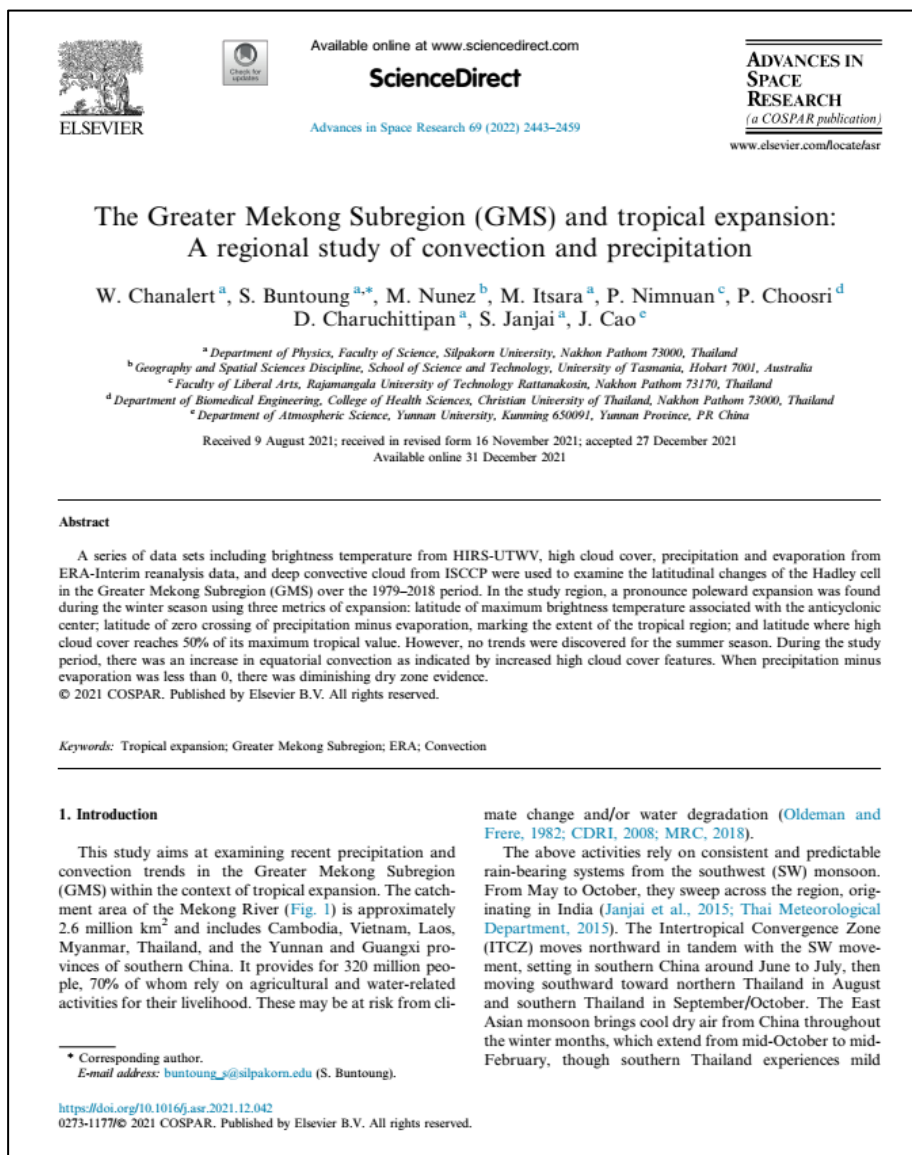 Available online at www.sciencedirect.com
ScienceDirect
Check for
updates
ELSEVIER
Advances in Space Research 69 (2022) 2443–2459
ADVANCES IN
SPACE
RESEARCH
(a COSPAR publication)
www.elsevier.com/locate/asr
The Greater Mekong Subregion (GMS) and tropical expansion:
A regional study of convection and precipitation
W. Chanalert a, S. Buntoung a,*, M. Nunez b, M. Itsara a, P. Nimnuan c, P. Choosri d
D. Charuchittipan a, S. Janjai a, J. Cao e
a Department of Physics, Faculty of Science, Silpakorn University, Nakhon Pathom 73000, Thailand
b Geography and Spatial Sciences Discipline, School of Science and Technology, University of Tasmania, Hobart 7001, Australia
c Faculty of Liberal Arts, Rajamangala University of Technology Rattanakosin, Nakhon Pathom 73170, Thailand
d Department of Biomedical Engineering, College of Health Sciences, Christian University of Thailand, Nakhon Pathom 73000, Thailand
e Department of Atmospheric Science, Yunnan University, Kunming 650091, Yunnan Province, PR China
Received 9 August 2021; received in revised form 16 November 2021; accepted 27 December 2021
Available online 31 December 2021
Abstract
A series of data sets including brightness temperature from HIRS-UTWV, high cloud cover, precipitation and evaporation from
ERA-Interim reanalysis data, and deep convective cloud from ISCCP were used to examine the latitudinal changes of the Hadley cell
in the Greater Mekong Subregion (GMS) over the 1979–2018 period. In the study region, a pronounce poleward expansion was found
during the winter season using three metrics of expansion: latitude of maximum brightness temperature associated with the anticyclonic
center; latitude of zero crossing of precipitation minus evaporation, marking the extent of the tropical region; and latitude where high
cloud cover reaches 50% of its maximum tropical value. However, no trends were discovered for the summer season. During the study
period, there was an increase in equatorial convection as indicated by increased high cloud cover features. When precipitation minus
evaporation was less than 0, there was diminishing dry zone evidence.
© 2021 COSPAR. Published by Elsevier B.V. All rights reserved.
Keywords: Tropical expansion; Greater Mekong Subregion; ERA; Convection
1. Introduction
This study aims at examining recent precipitation and
convection trends in the Greater Mekong Subregion
(GMS) within the context of tropical expansion. The catch-
ment area of the Mekong River (Fig. 1) is approximately
2.6 million km2 and includes Cambodia, Vietnam, Laos,
Myanmar, Thailand, and the Yunnan and Guangxi pro-
vinces of southern China. It provides for 320 million peo-
ple, 70% of whom rely on agricultural and water-related
activities for their livelihood. These may be at risk from cli-
mate change and/or water degradation (Oldeman and
Frere, 1982; CDRI, 2008; MRC, 2018).
The above activities rely on consistent and predictable
rain-bearing systems from the southwest (SW) monsoon.
From May to October, they sweep across the region, orig-
inating in India (Janjai et al., 2015; Thai Meteorological
Department, 2015). The Intertropical Convergence Zone
(ITCZ) moves northward in tandem with the SW move-
ment, setting in southern China around June to July, then
moving southward toward northern Thailand in August
and southern Thailand in September/October. The East
Asian monsoon brings cool dry air from China throughout
the winter months, which extend from mid-October to mid-
February, though southern Thailand experiences mild
* Corresponding author.
E-mail address: buntoung_s@silpakorn.edu (S. Buntoung).
https://doi.org/10.1016/j.asr.2021.12.042
0273-1177/© 2021 COSPAR. Published by Elsevier B.V. All rights reserved.